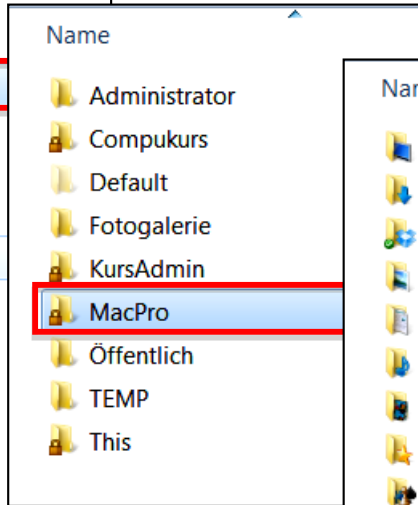 Name
Administrator
Compukurs
Default
Fotogalerie
KursAdmin
MacPro
Öffentlich
TEMP
This